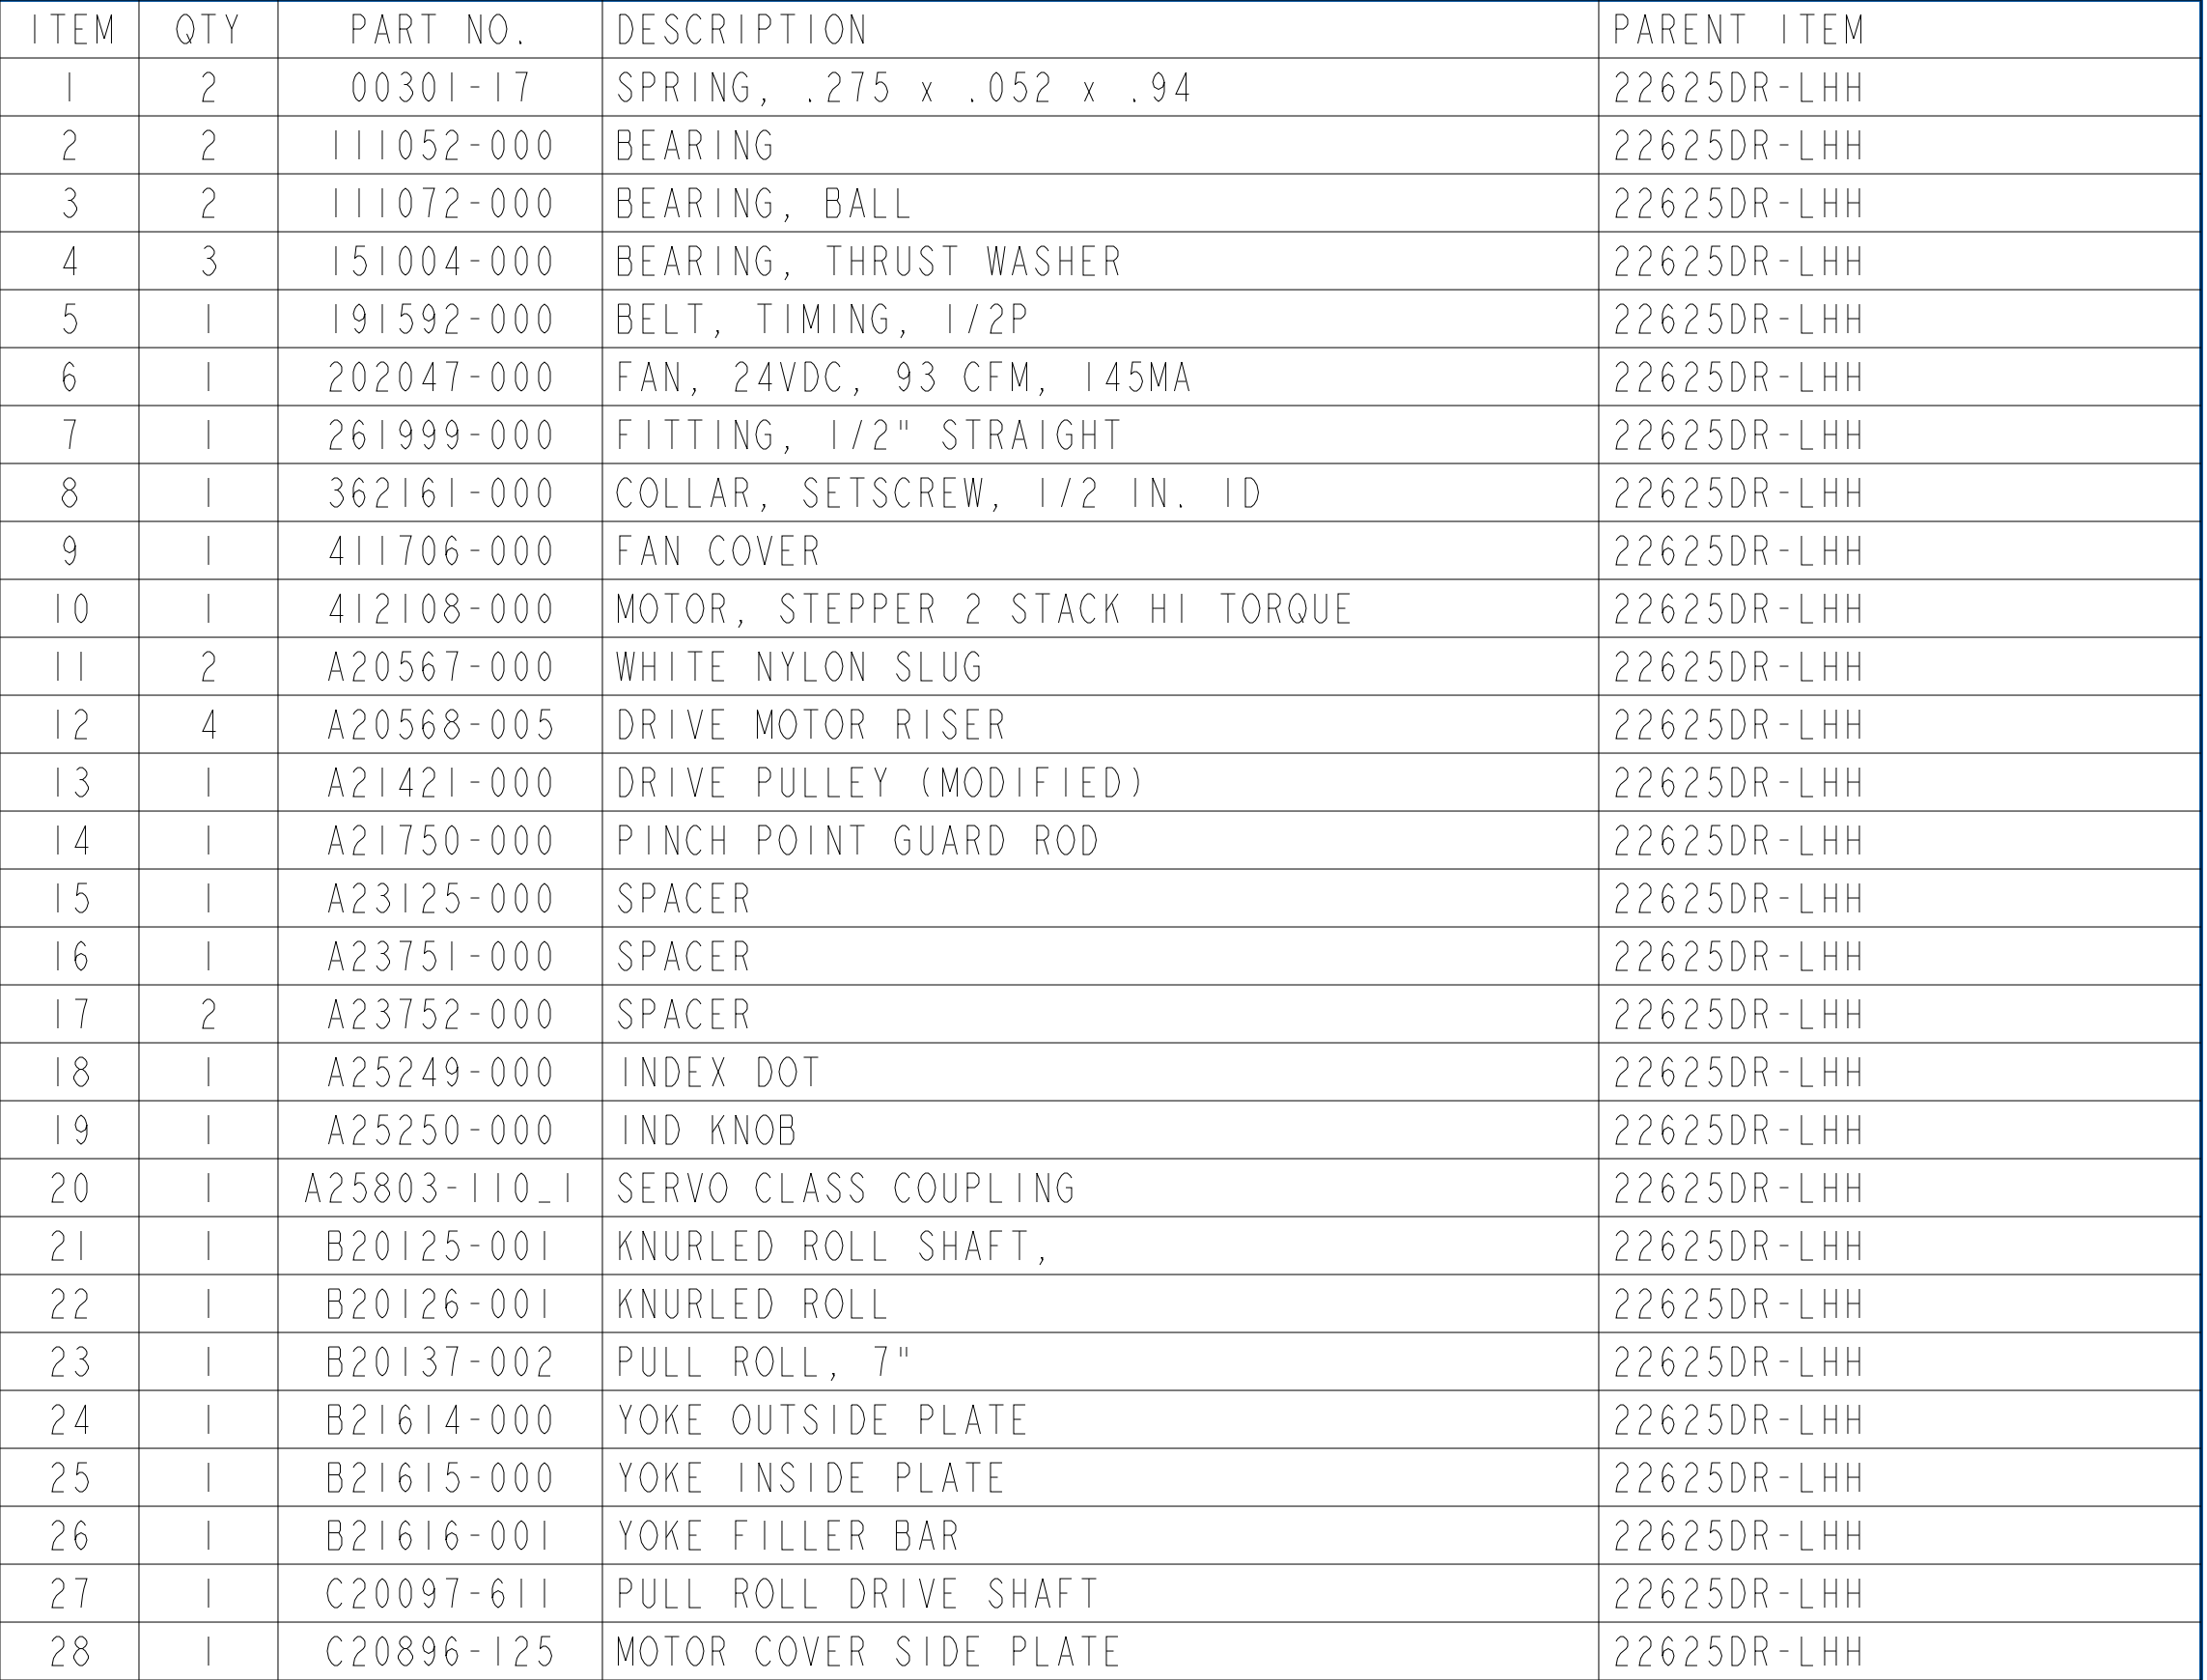 ITEM QTY PART NO. DESCRIPTION PARENT ITEM
1 2 00301-17 SPRING, .275 x .052 x .94 22625DR-LHH
2 2 111052-000 BEARING 22625DR-LHH
3 2 111072-000 BEARING, BALL 22625DR-LHH
4 3 151004-000 BEARING, THRUST WASHER 22625DR-LHH
5 1 191592-000 BELT, TIMING, 1/2P 22625DR-LHH
6 1 202047-000 FAN, 24VDC, 93 CFM, 145MA 22625DR-LHH
7 1 261999-000 FITTING, 1/2" STRAIGHT 22625DR-LHH
8 1 362161-000 COLLAR, SETSCREW, 1/2 IN. ID 22625DR-LHH
9 1 411706-000 FAN COVER 22625DR-LHH
10 1 412108-000 MOTOR, STEPPER 2 STACK HI TORQUE 22625DR-LHH
11 2 A20567-000 WHITE NYLON SLUG 22625DR-LHH
12 4 A20568-005 DRIVE MOTOR RISER 22625DR-LHH
13 1 A21421-000 DRIVE PULLEY (MODIFIED) 22625DR-LHH
14 1 A21750-000 PINCH POINT GUARD ROD 22625DR-LHH
15 1 A23125-000 SPACER 22625DR-LHH
16 1 A23751-000 SPACER 22625DR-LHH
17 2 A23752-000 SPACER 22625DR-LHH
18 1 A25249-000 INDEX DOT 22625DR-LHH
19 1 A25250-000 IND KNOB 22625DR-LHH
20 1 A25803-110_1 SERVO CLASS COUPLING 22625DR-LHH
21 1 B20125-001 KNURLED ROLL SHAFT, 22625DR-LHH
22 1 B20126-001 KNURLED ROLL 22625DR-LHH
23 1 B20137-002 PULL ROLL, 7" 22625DR-LHH
24 1 B21614-000 YOKE OUTSIDE PLATE 22625DR-LHH
25 1 B21615-000 YOKE INSIDE PLATE 22625DR-LHH
26 1 B21616-001 YOKE FILLER BAR 22625DR-LHH
27 1 C20097-611 PULL ROLL DRIVE SHAFT 22625DR-LHH
28 1 C20896-125 MOTOR COVER SIDE PLATE 22625DR-LHH